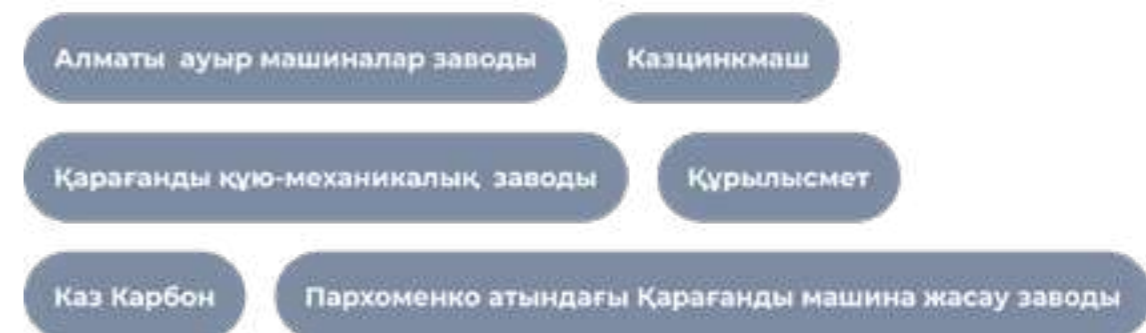 Алматы ауыр машиналар заводы
Казцинкмаш
Қарағанды құю-механикалық заводы
Құрылысмет
Каз Карбон
Пархоменко атындағы Қарағанды машина жасау заводы